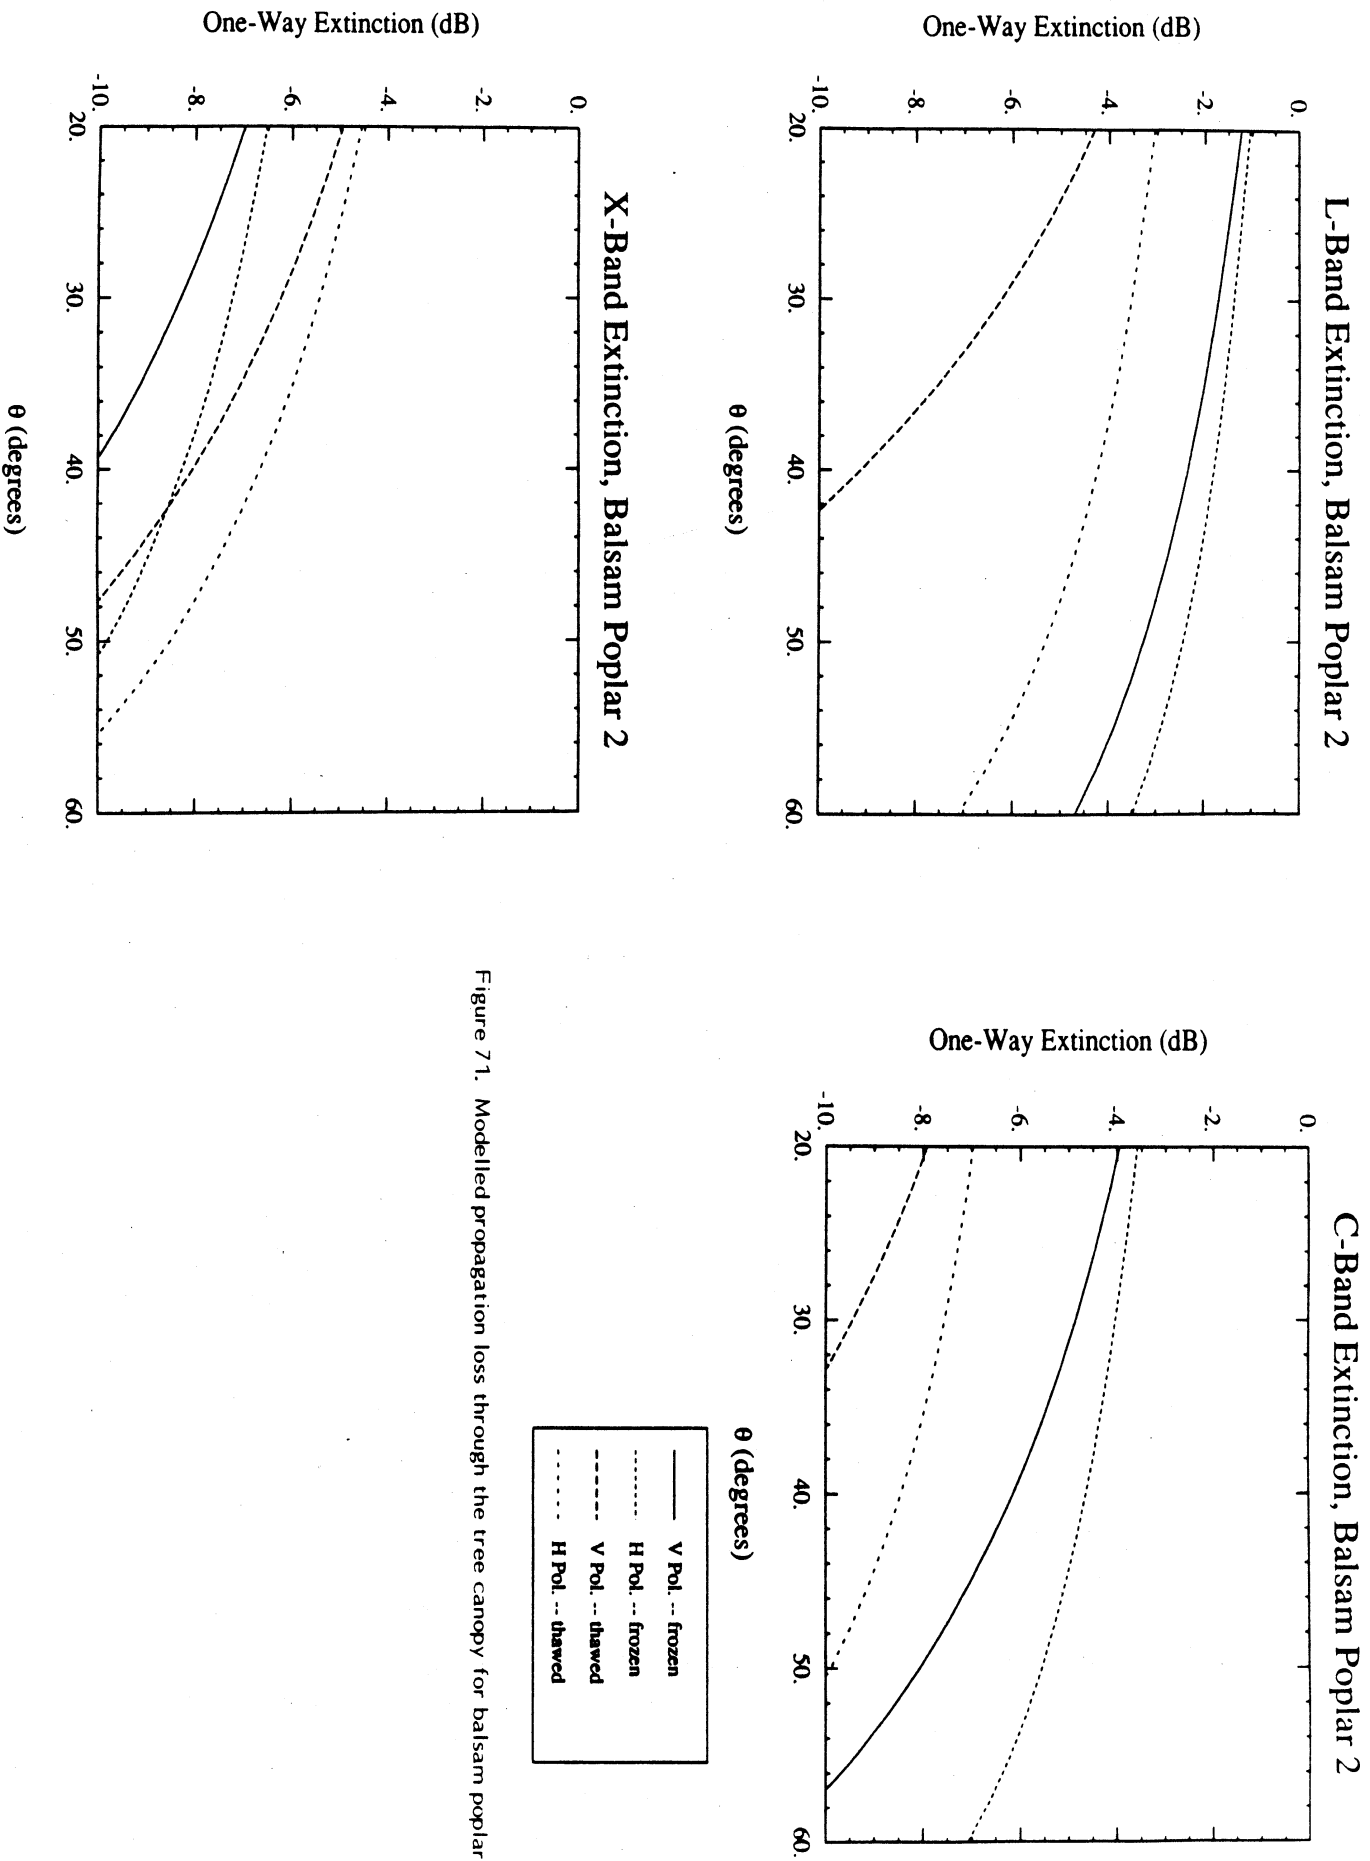 L-Band Extinction, Balsam Poplar 2
One-Way Extinction (dB)
0.
-2.
-4.
-6.
-8.
-10.
20. 30. 40. 50. 60.
θ (degrees)
C-Band Extinction, Balsam Poplar 2
One-Way Extinction (dB)
0.
-2.
-4.
-6.
-8.
-10.
20. 30. 40. 50. 60.
θ (degrees)
X-Band Extinction, Balsam Poplar 2
One-Way Extinction (dB)
0.
-2.
-4.
-6.
-8.
-10.
20. 30. 40. 50. 60.
θ (degrees)
V Pol. -- frozen
H Pol. -- frozen
V Pol. -- thawed
H Pol. -- thawed
Figure 71. Modelled propagation loss through the tree canopy for balsam poplar